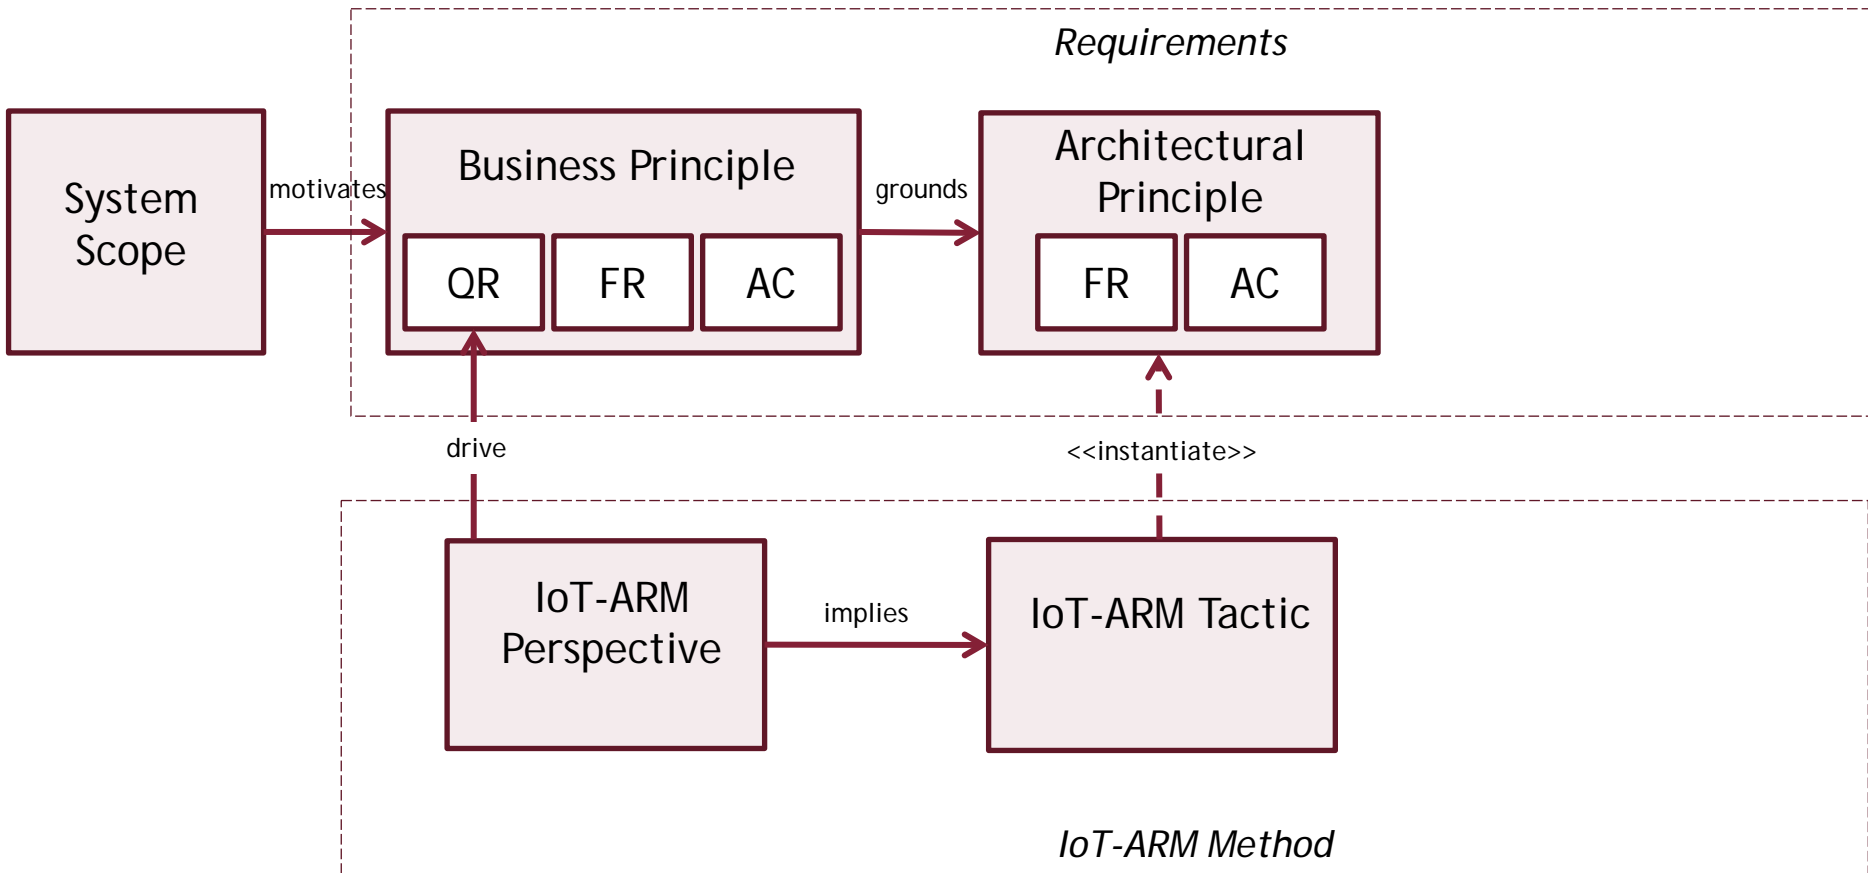 Requirements
System
Scope
motivates
Business Principle
QR
FR
AC
grounds
Architectural
Principle
FR
AC
drive
<<instantiate>>
IoT-ARM
Perspective
implies
IoT-ARM Tactic
IoT-ARM Method